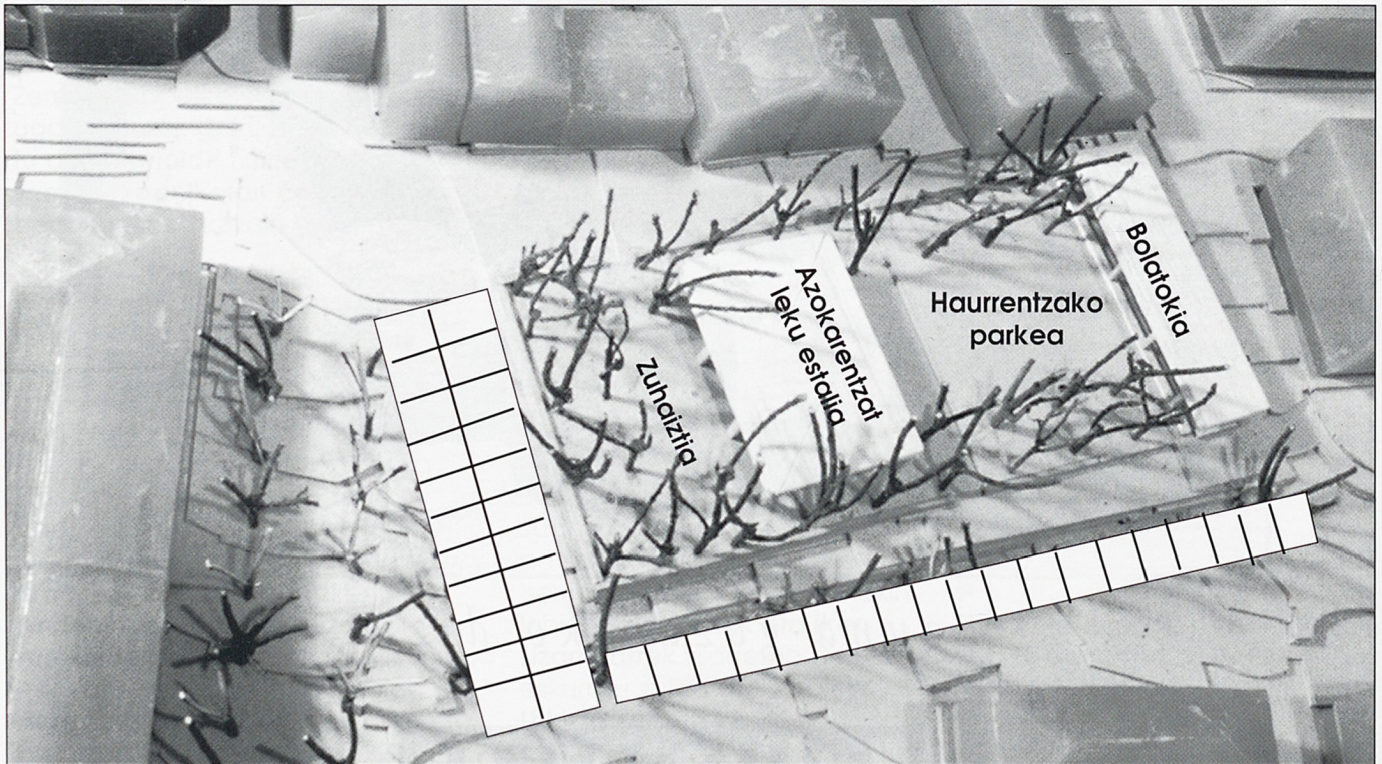 Zuhaiztia
Azokarentzat
leku estalia
Haurrentzako
parkea
Bolatokia